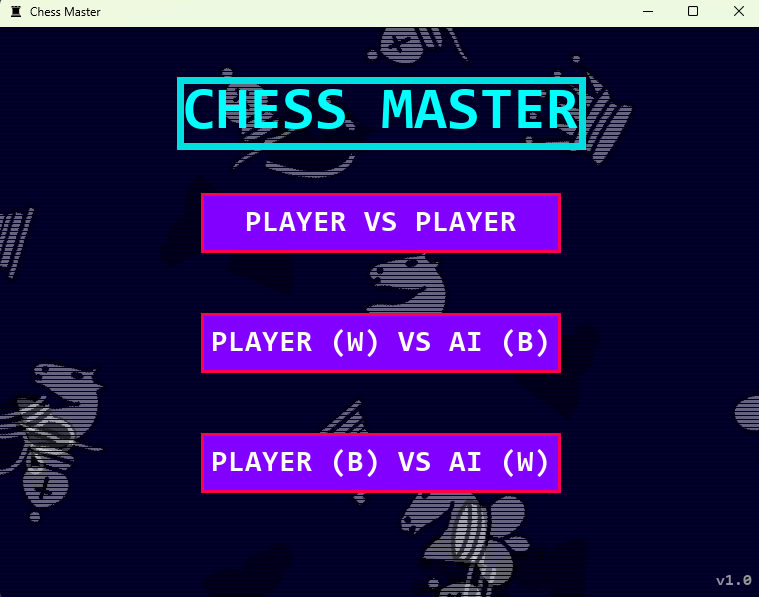 Chess Master
CHESS MASTER
PLAYER VS PLAYER
PLAYER (W) VS AI (B)
PLAYER (B) VS AI (W)
v1.0